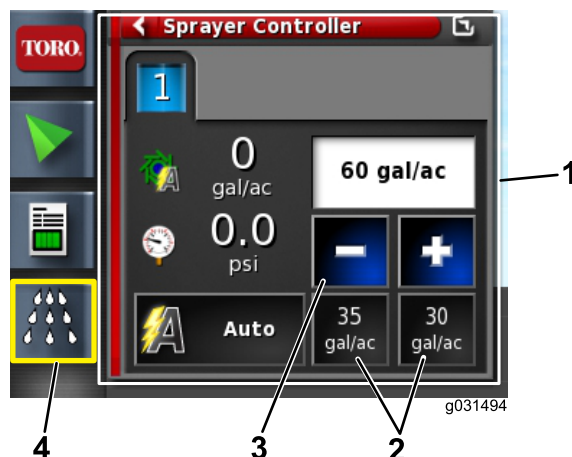 TORO.
Sprayer Controller
1
0
gal/ac
60 gal/ac
0.0
psi
Auto
35
gal/ac
30
gal/ac
1
g031494
4
3
2